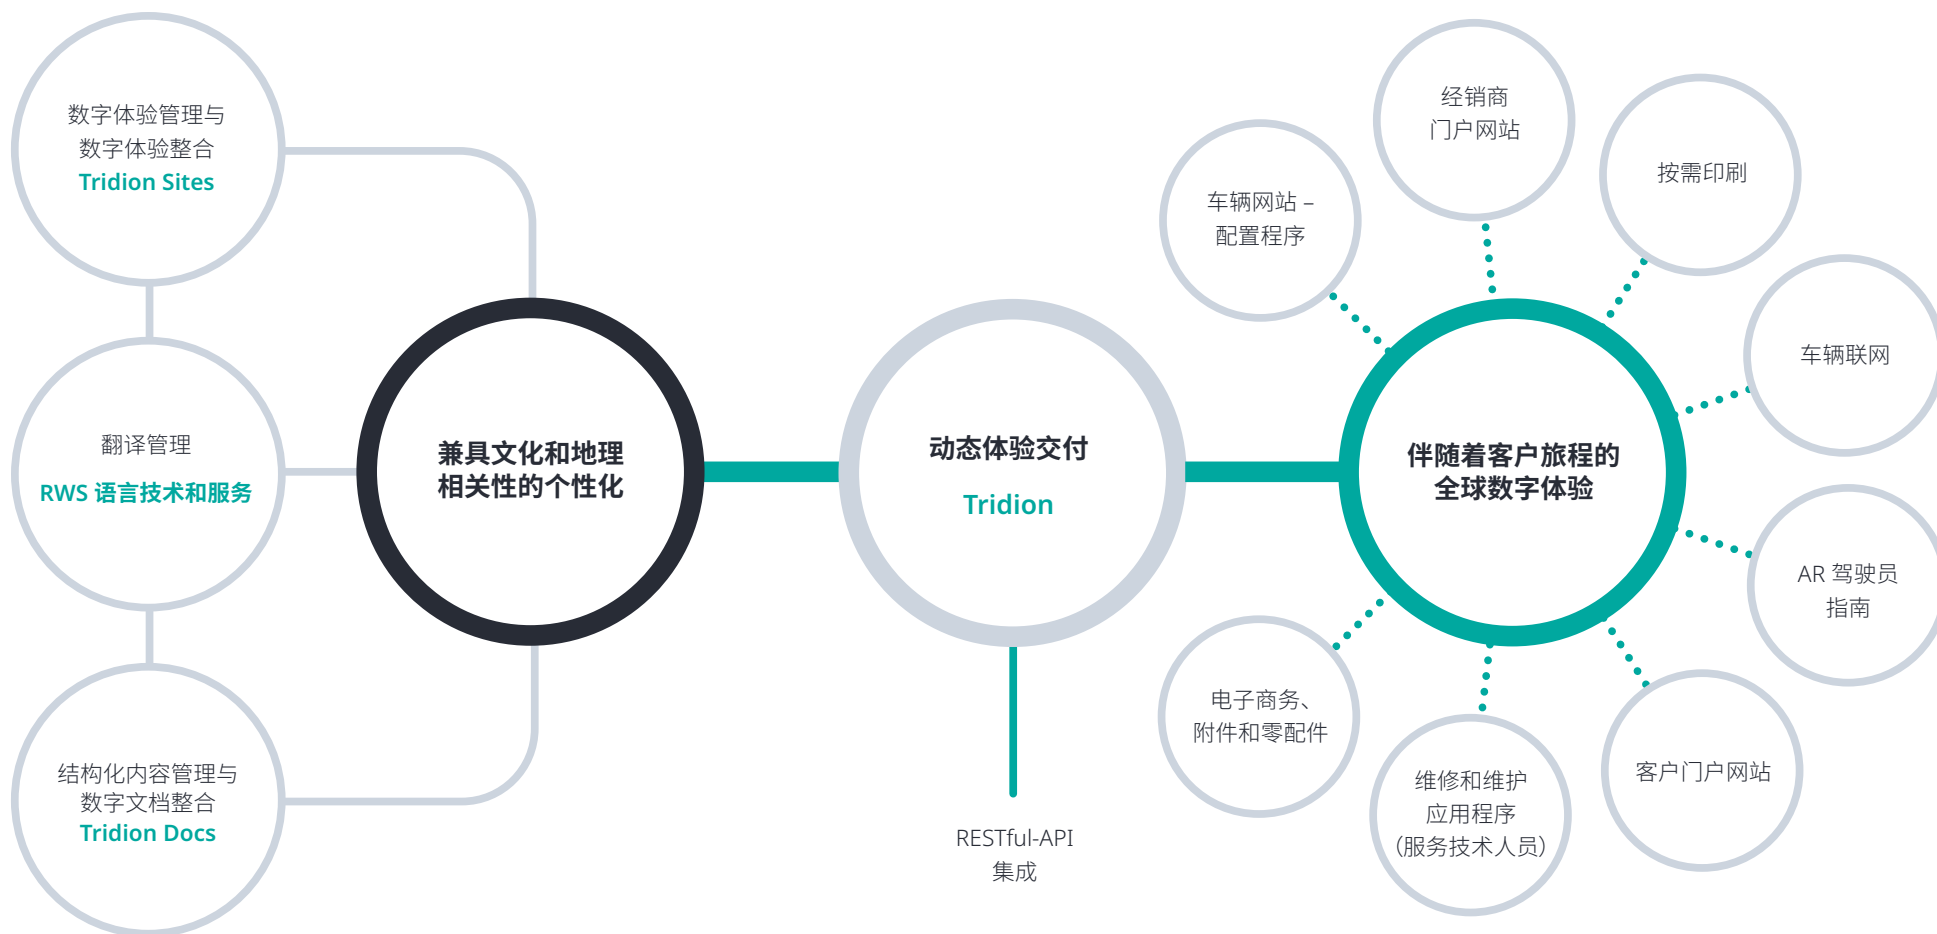 数字体验管理与
数字体验整合
Tridion Sites
翻译管理
RWS 语言技术和服务
结构化内容管理与
数字文档整合
Tridion Docs
兼具文化和地理
相关性的个性化
动态体验交付
Tridion
RESTful-API
集成
伴随着客户旅程的
全球数字体验
车辆网站 –
配置程序
经销商
门户网站
按需印刷
车辆联网
AR 驾驶员
指南
客户门户网站
维修和维护
应用程序
（服务技术人员）
电子商务、
附件和零配件